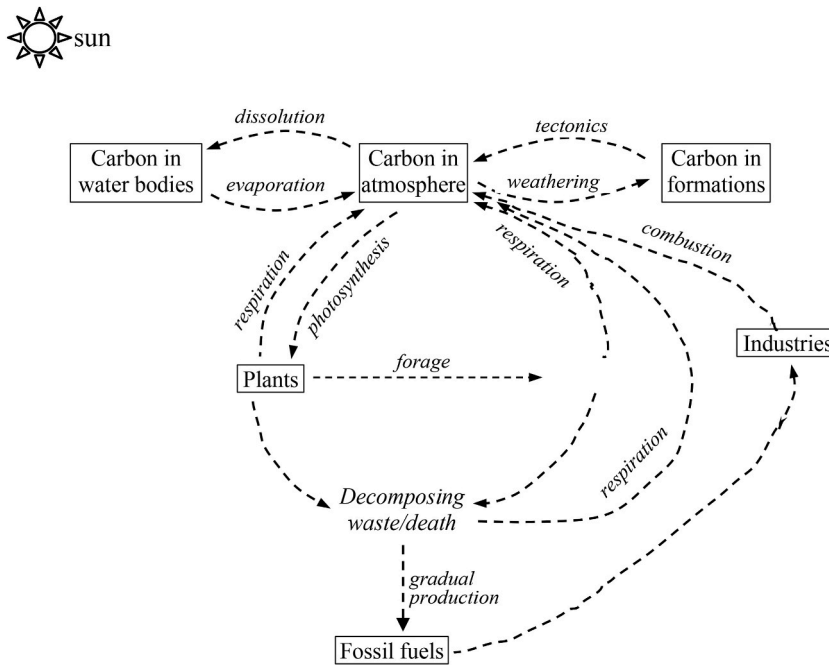 sun
dissolution
tectonics
Carbon in
water bodies
Carbon in
atmosphere
Carbon in
formations
evaporation
weathering
respiration
photosynthesis
respiration
combustion
Industries
forage
Plants
respiration
Decomposing
waste/death
gradual
production
Fossil fuels